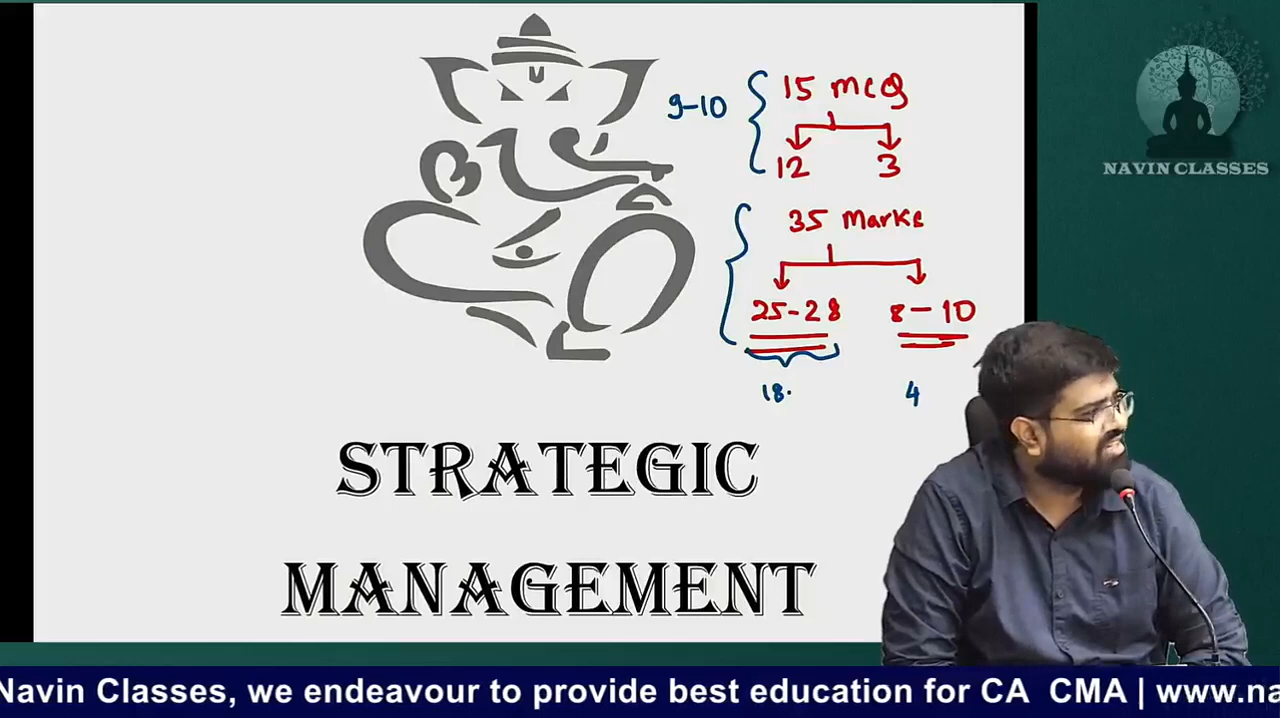 15 MCQ
9-10
12 3
35 Marks
25-28 8-10
18. 4
NAVIN CLASSES
STRATEGIC
MANAGEMENT
Navin Classes, we endeavour to provide best education for CA CMA | www.na